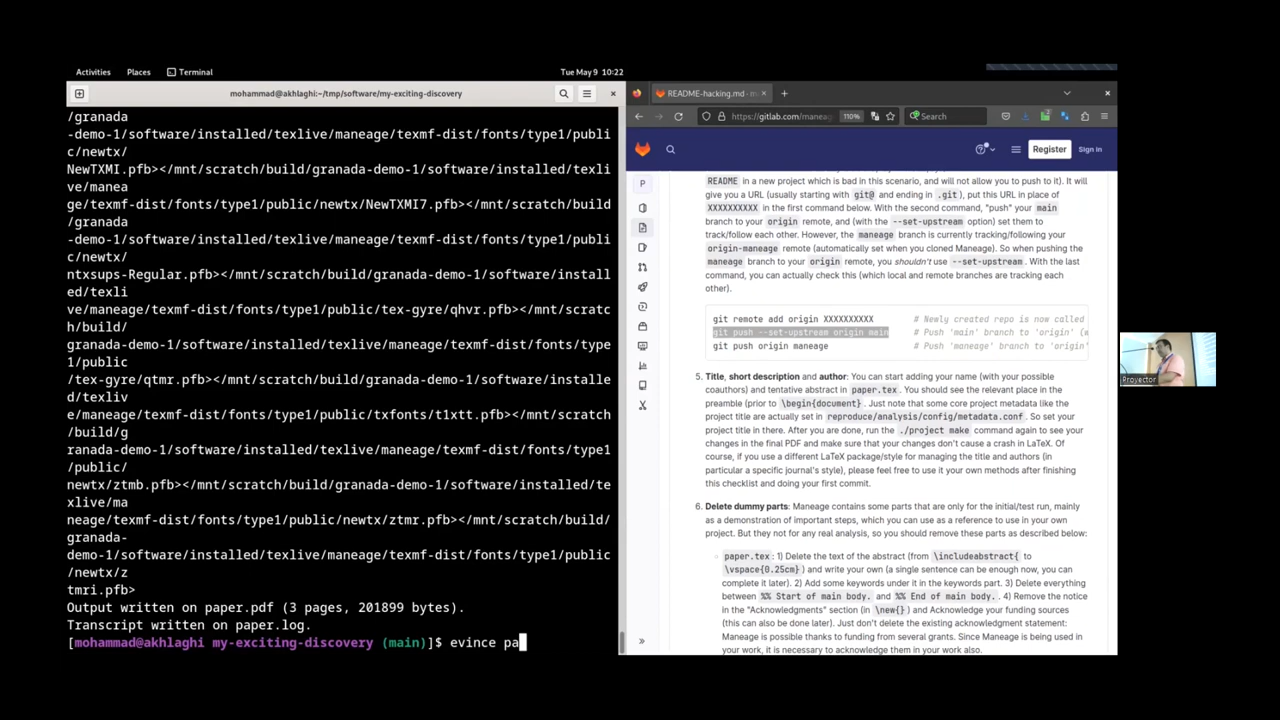 Activities
Places
Terminal
Tue May 9 10:22
mohammad@akhlaghi:~/tmp/software/my-exciting-discovery
/granada
-demo-1/software/installed/texlive/maneage/texmf-dist/fonts/type1/publi
c/newtx/
NewTXMI.pfb></mnt/scratch/build/granada-demo-1/software/installed/texli
ve/manea
ge/texmf-dist/fonts/type1/public/newtx/NewTXMI7.pfb></mnt/scratch/build
/granada
-demo-1/software/installed/texlive/maneage/texmf-dist/fonts/type1/publi
c/newtx/
ntxsups-Regular.pfb></mnt/scratch/build/granada-demo-1/software/install
ed/texli
ve/maneage/texmf-dist/fonts/type1/public/tex-gyre/qhvr.pfb></mnt/scratc
h/build/
granada-demo-1/software/installed/texlive/maneage/texmf-dist/fonts/type
1/public
/tex-gyre/qtmr.pfb></mnt/scratch/build/granada-demo-1/software/installe
d/texliv
e/maneage/texmf-dist/fonts/type1/public/txfonts/t1xtt.pfb></mnt/scratch
/build/g
ranada-demo-1/software/installed/texlive/maneage/texmf-dist/fonts/type1
/public/
newtx/ztmb.pfb></mnt/scratch/build/granada-demo-1/software/installed/te
xlive/ma
neage/texmf-dist/fonts/type1/public/newtx/ztmr.pfb></mnt/scratch/build/
granada-
demo-1/software/installed/texlive/maneage/texmf-dist/fonts/type1/public
/newtx/z
tmri.pfb>
Output written on paper.pdf (3 pages, 201899 bytes).
Transcript written on paper.log.
[mohammad@akhlaghi my-exciting-discovery (main)]$ evince pa
README-hacking.md · m
https://gitlab.com/maneag
110%
Search
Register
Sign in
P
README in a new project which is bad in this scenario, and will not allow you to push to it). It will
give you a URL (usually starting with git@ and ending in .git), put this URL in place of
XXXXXXXXXX in the first command below. With the second command, "push" your main
branch to your origin remote, and (with the --set-upstream option) set them to
track/follow each other. However, the maneage branch is currently tracking/following your
origin-maneage remote (automatically set when you cloned Maneage). So when pushing the
maneage branch to your origin remote, you shouldn't use --set-upstream. With the last
command, you can actually check this (which local and remote branches are tracking each
other).
git remote add origin XXXXXXXXXX # Newly created repo is now called
git push --set-upstream origin main # Push 'main' branch to 'origin' (w
git push origin maneage # Push 'maneage' branch to 'origin'
5. Title, short description and author: You can start adding your name (with your possible
coauthors) and tentative abstract in paper.tex. You should see the relevant place in the
preamble (prior to \begin{document}. Just note that some core project metadata like the
project title are actually set in reproduce/analysis/config/metadata.conf. So set your
project title in there. After you are done, run the ./project make command again to see your
changes in the final PDF and make sure that your changes don't cause a crash in LaTeX. Of
course, if you use a different LaTeX package/style for managing the title and authors (in
particular a specific journal's style), please feel free to use it your own methods after finishing
this checklist and doing your first commit.
6. Delete dummy parts: Maneage contains some parts that are only for the initial/test run, mainly
as a demonstration of important steps, which you can use as a reference to use in your own
project. But they not for any real analysis, so you should remove these parts as described below:
paper.tex: 1) Delete the text of the abstract (from \includeabstract{ to
\vspace{0.25cm}) and write your own (a single sentence can be enough now, you can
complete it later). 2) Add some keywords under it in the keywords part. 3) Delete everything
between %% Start of main body. and %% End of main body.. 4) Remove the notice
in the "Acknowledgments" section (in \new{}) and Acknowledge your funding sources
(this can also be done later). Just don't delete the existing acknowledgment statement:
Maneage is possible thanks to funding from several grants. Since Maneage is being used in
your work, it is necessary to acknowledge them in your work also.
Proyector